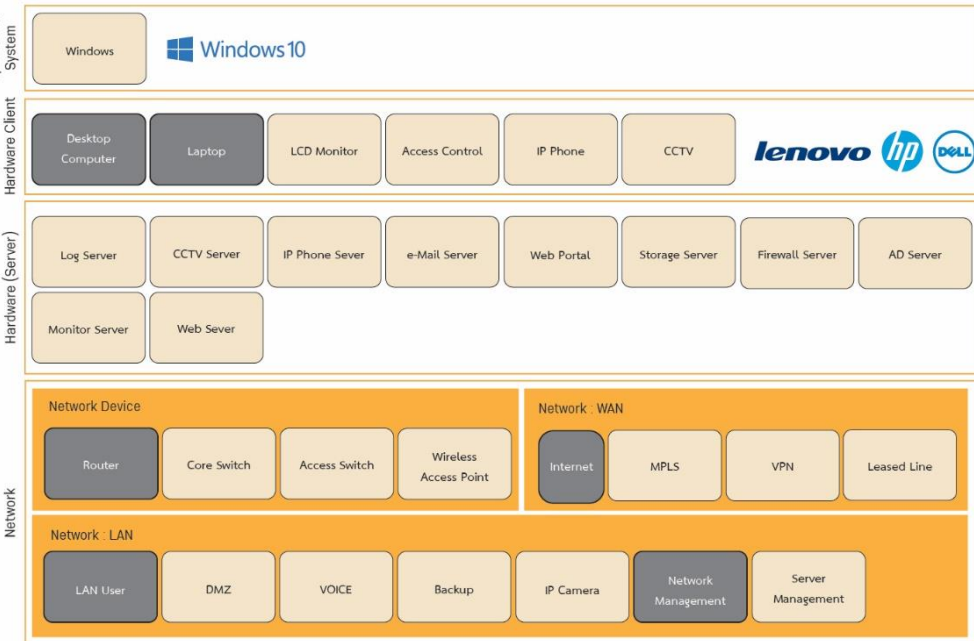 System
Windows
Windows 10
Hardware Client
Desktop
Computer
Laptop
LCD Monitor
Access Control
IP Phone
CCTV
lenovo
hp
DELL
Hardware (Server)
Log Server
CCTV Server
IP Phone Sever
e-Mail Server
Web Portal
Storage Server
Firewall Server
AD Server
Monitor Server
Web Sever
Network
Network Device
Router
Core Switch
Access Switch
Wireless
Access Point
Network : WAN
Internet
MPLS
VPN
Leased Line
Network : LAN
LAN User
DMZ
VOICE
Backup
IP Camera
Network
Management
Server
Management